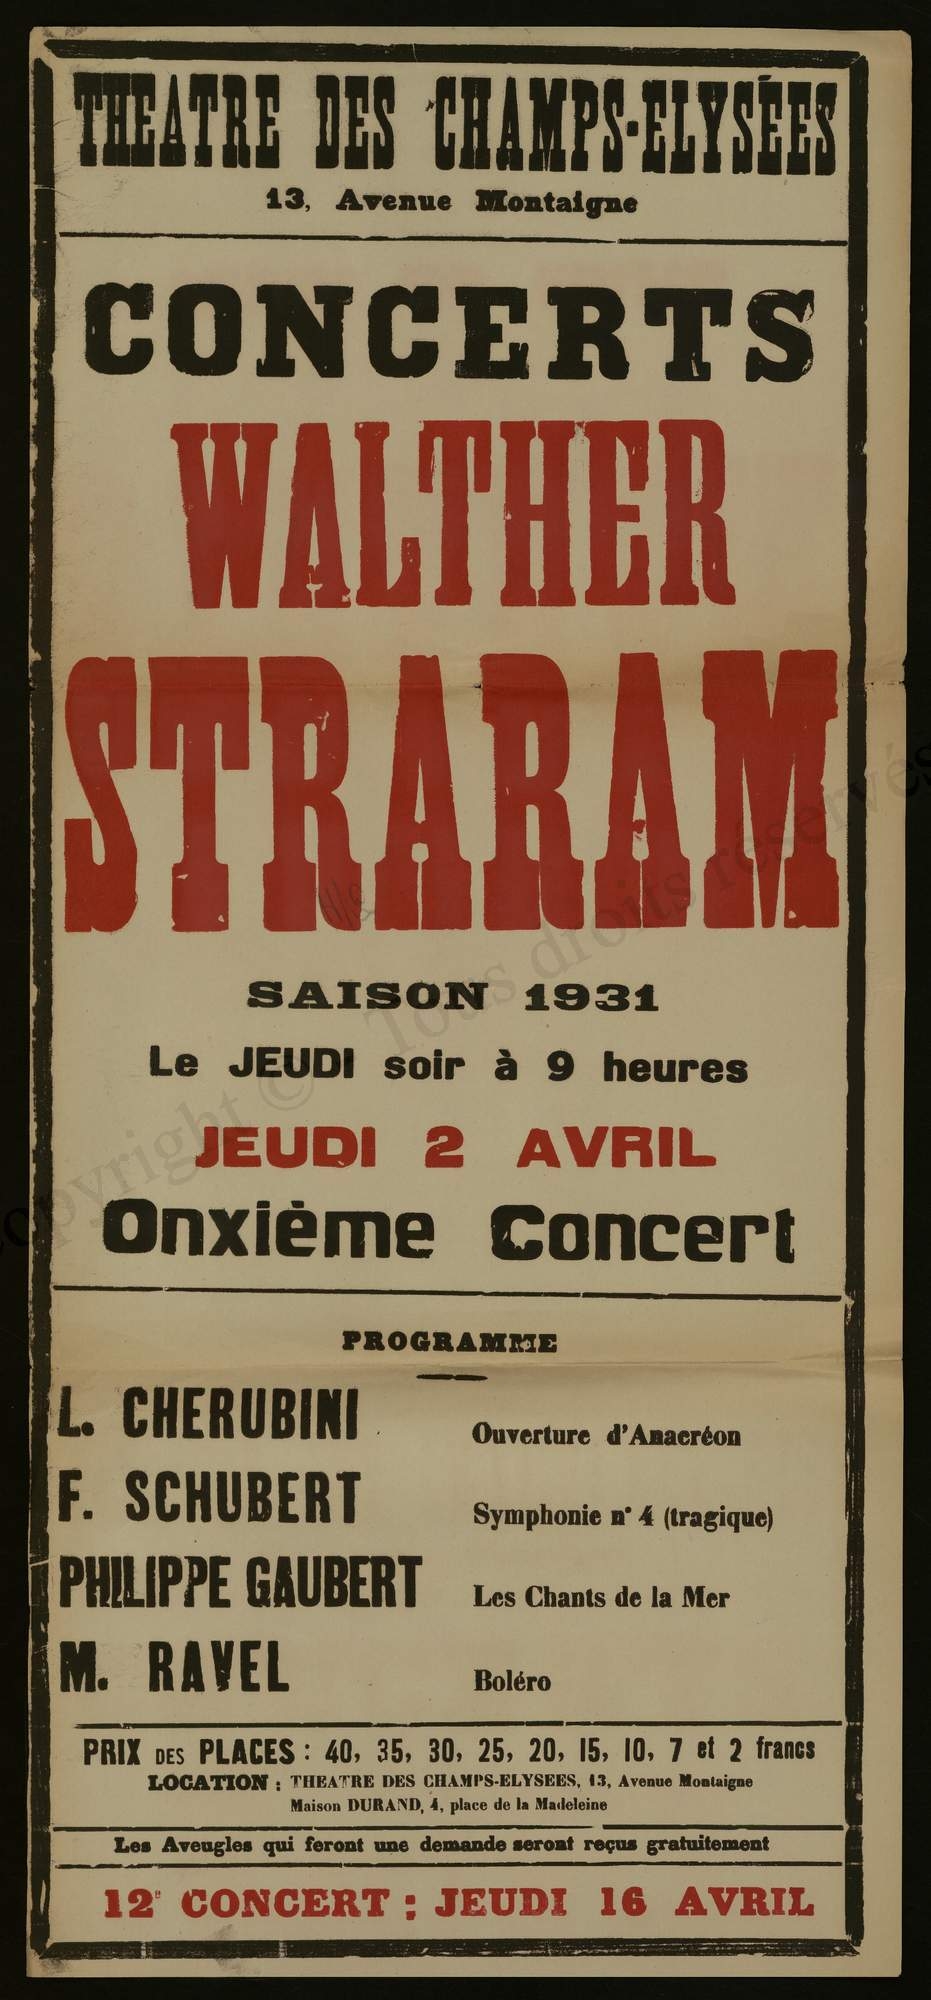 THEATRE DES CHAMPS-ELYSÉES
13, Avenue Montaigne
CONCERTS
WALTHER
STRARAM
SAISON 1931
Le JEUDI soir à 9 heures
JEUDI 2 AVRIL
Onxième Concert
PROGRAMME
L. CHERUBINI Ouverture d'Anacréon
F. SCHUBERT Symphonie n° 4 (tragique)
PHILIPPE GAUBERT Les Chants de la Mer
M. RAVEL Boléro
PRIX DES PLACES : 40, 35, 30, 25, 20, 15, 10, 7 et 2 francs
LOCATION : THEATRE DES CHAMPS-ELYSEES, 13, Avenue Montaigne
Maison DURAND, 4, place de la Madeleine
Les Aveugles qui feront une demande seront reçus gratuitement
12e CONCERT : JEUDI 16 AVRIL
Copyright © Tous droits réservés